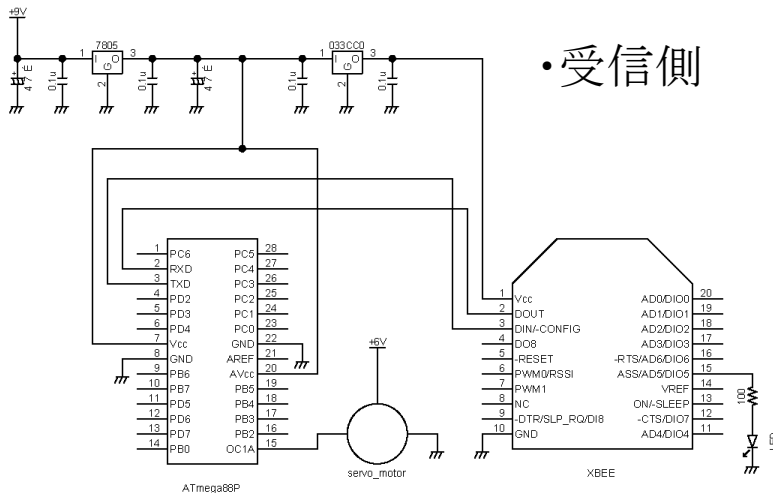 +9V
7805
1
I
O
3
G
2
47E
0.1u
0.1u
47E
033CC0
1
I
O
3
G
2
0.1u
0.1u
・受信側
1 PC6 PC5 28
2 RXD PC4 27
3 TXD PC3 26
4 PD2 PC2 25
5 PD3 PC1 24
6 PD4 PC0 23
7 Vcc GND 22
8 GND AREF 21
9 PB6 AVcc 20
10 PB7 PB5 19
11 PD5 PB4 18
12 PD6 PB3 17
13 PD7 PB2 16
14 PB0 OC1A 15
ATmega88P
+6V
servo_motor
1 Vcc AD0/DIO0 20
2 DOUT AD1/DIO1 19
3 DIN/-CONFIG AD2/DIO2 18
4 DO8 AD3/DIO3 17
5 -RESET -RTS/AD6/DIO6 16
6 PWM0/RSSI ASS/AD5/DIO5 15
7 PWM1 VREF 14
8 NC ON/-SLEEP 13
9 -DTR/SLP_RQ/DI8 -CTS/DIO7 12
10 GND AD4/DIO4 11
XBEE
100